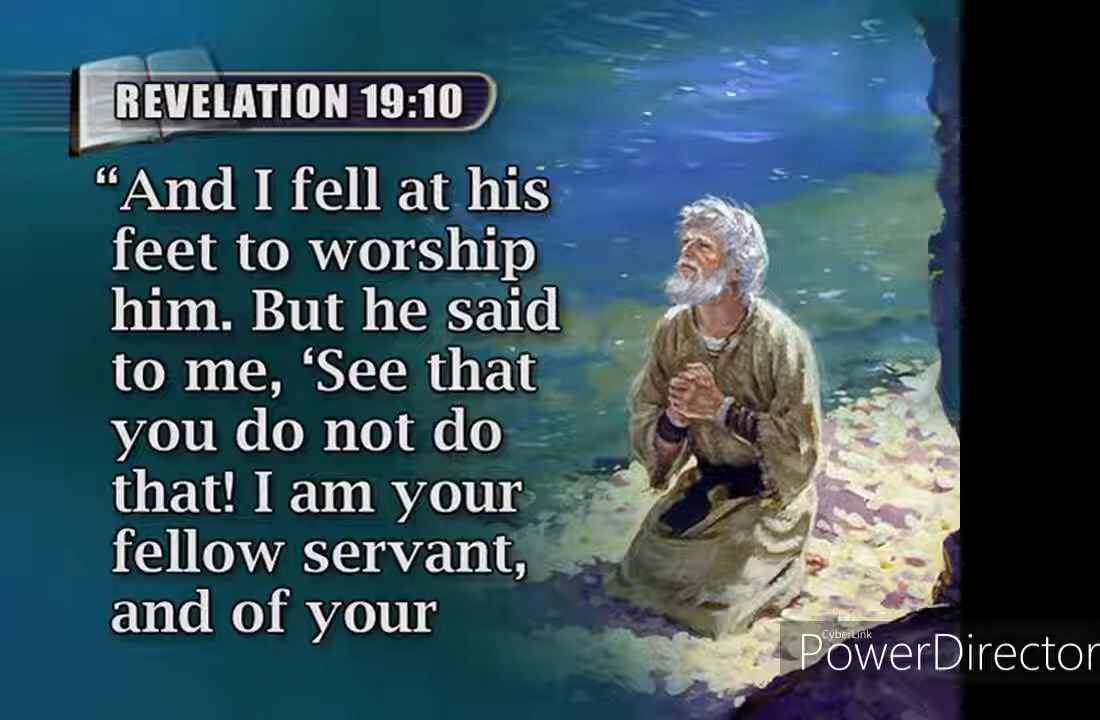 REVELATION 19:10
“And I fell at his
feet to worship
him. But he said
to me, ‘See that
you do not do
that! I am your
fellow servant,
and of your
CyberLink
PowerDirector